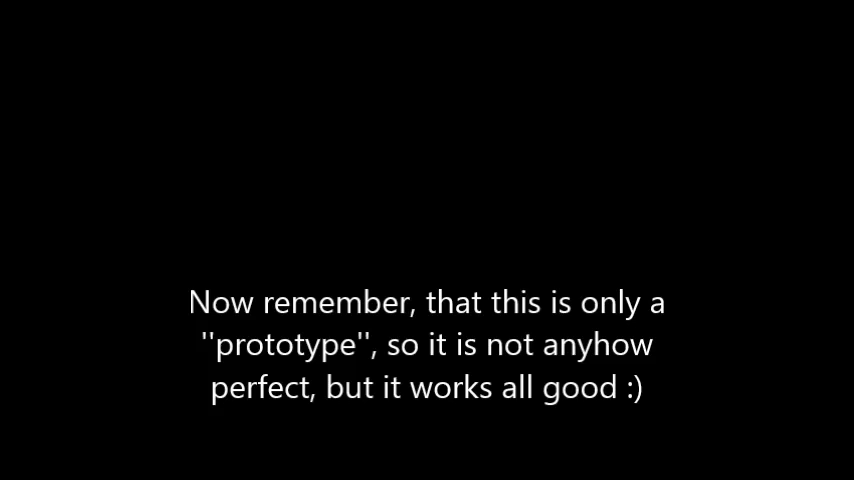 Now remember, that this is only a
''prototype'', so it is not anyhow
perfect, but it works all good :)